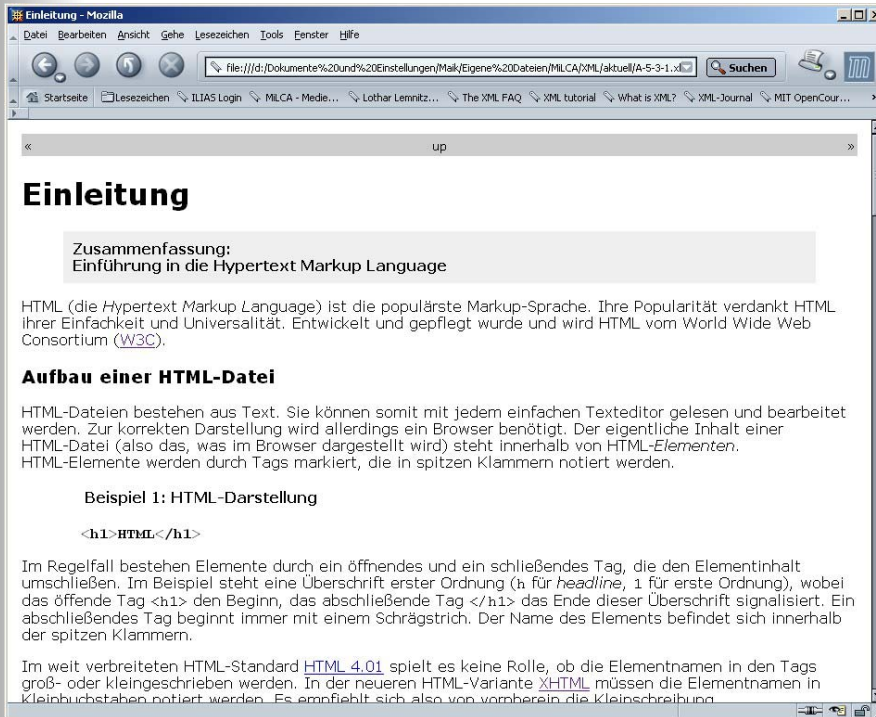 Einleitung - Mozilla
Datei Bearbeiten Ansicht Gehe Lesezeichen Tools Fenster Hilfe
file:///d:/Dokumente%20und%20Einstellungen/Maik/Eigene%20Dateien/MiLCA/XML/aktuell/A-5-3-1.xl Suchen
Startseite Lesezeichen ILIAS Login MiLCA - Medie... Lothar Lemnitz... The XML FAQ XML tutorial What is XML? XML-Journal MIT OpenCour...
« up »
Einleitung
Zusammenfassung:
Einführung in die Hypertext Markup Language
HTML (die Hypertext Markup Language) ist die populärste Markup-Sprache. Ihre Popularität verdankt HTML
ihrer Einfachkeit und Universalität. Entwickelt und gepflegt wurde und wird HTML vom World Wide Web
Consortium (W3C).
Aufbau einer HTML-Datei
HTML-Dateien bestehen aus Text. Sie können somit mit jedem einfachen Texteditor gelesen und bearbeitet
werden. Zur korrekten Darstellung wird allerdings ein Browser benötigt. Der eigentliche Inhalt einer
HTML-Datei (also das, was im Browser dargestellt wird) steht innerhalb von HTML-Elementen.
HTML-Elemente werden durch Tags markiert, die in spitzen Klammern notiert werden.
Beispiel 1: HTML-Darstellung
<h1>HTML</h1>
Im Regelfall bestehen Elemente durch ein öffnendes und ein schließendes Tag, die den Elementinhalt
umschließen. Im Beispiel steht eine Überschrift erster Ordnung (h für headline, 1 für erste Ordnung), wobei
das öffende Tag <h1> den Beginn, das abschließende Tag </h1> das Ende dieser Überschrift signalisiert. Ein
abschließendes Tag beginnt immer mit einem Schrägstrich. Der Name des Elements befindet sich innerhalb
der spitzen Klammern.
Im weit verbreiteten HTML-Standard HTML 4.01 spielt es keine Rolle, ob die Elementnamen in den Tags
groß- oder kleingeschrieben werden. In der neueren HTML-Variante XHTML müssen die Elementnamen in
Kleinbuchstaben notiert werden. Es empfiehlt sich also von vornherein die Kleinschreibung.